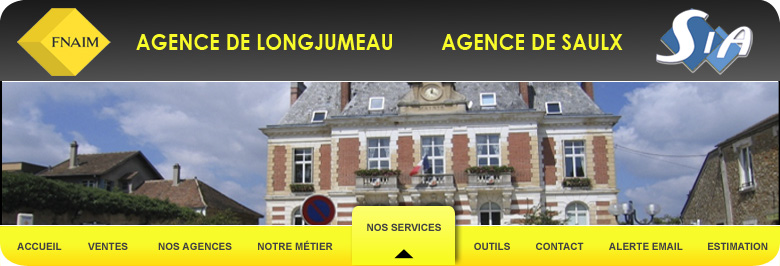 FNAIM
AGENCE DE LONGJUMEAU
AGENCE DE SAULX
SIA
ACCUEIL
VENTES
NOS AGENCES
NOTRE MÉTIER
NOS SERVICES
OUTILS
CONTACT
ALERTE EMAIL
ESTIMATION